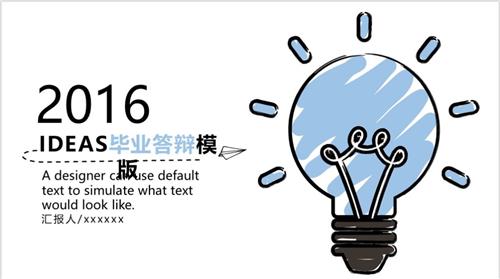 2016
IDEAS毕业答辩模
版
A designer can use default
text to simulate what text
would look like.
汇报人/xxxxxx